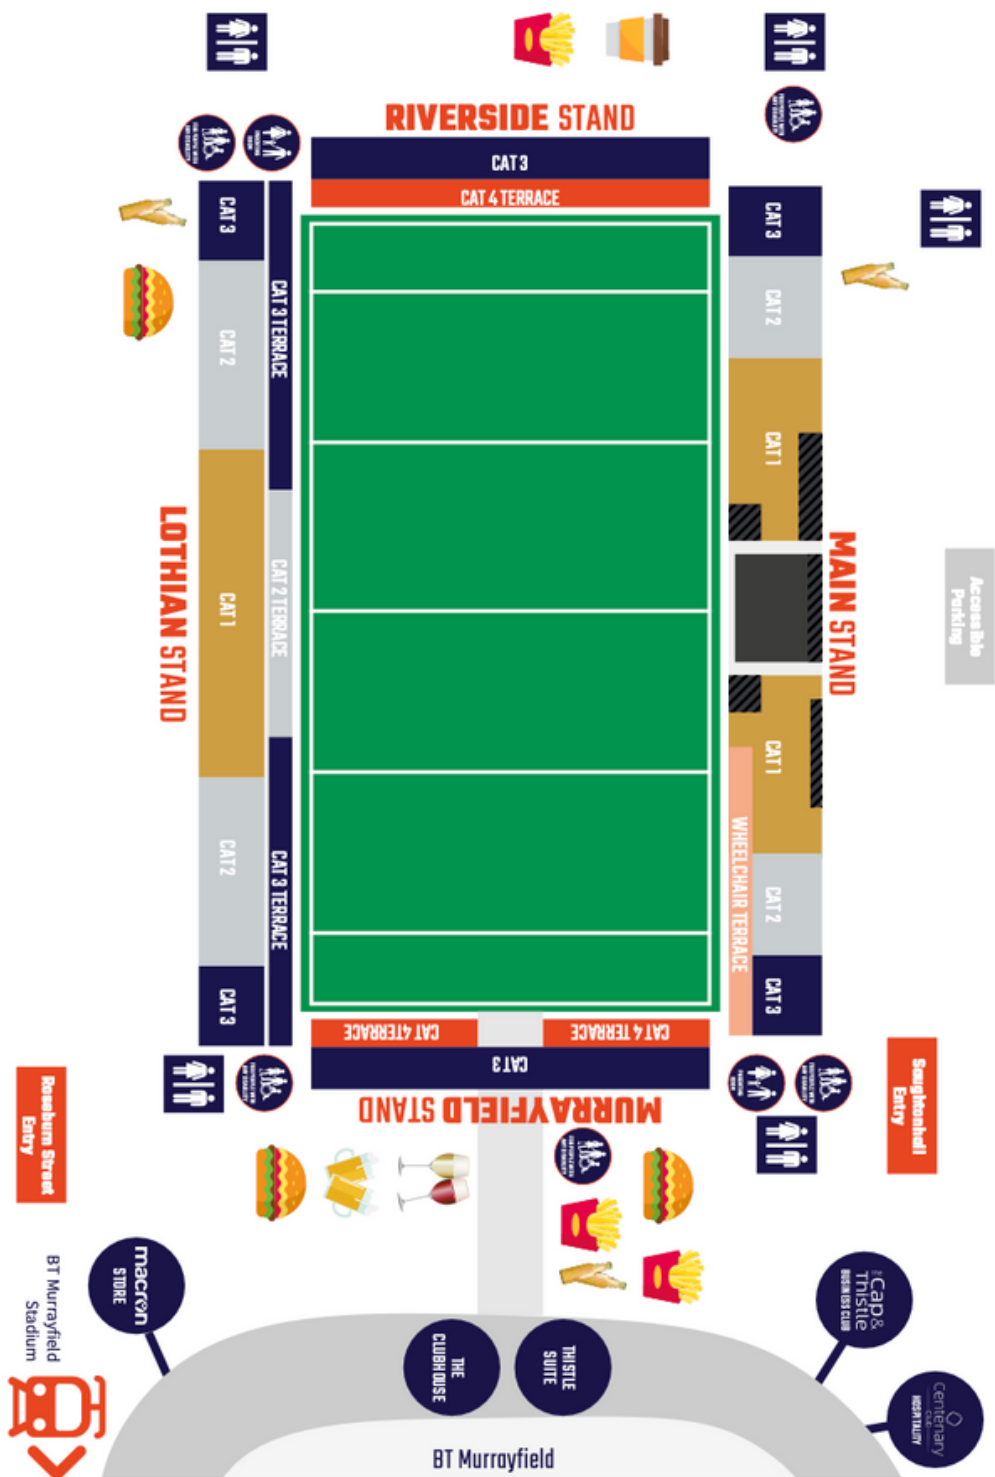 RIVERSIDE STAND
CAT 3
CAT 4 TERRACE
CAT 3
CAT 2
CAT 1
CAT 2
CAT 3
CAT 3 TERRACE
CAT 2 TERRACE
CAT 3 TERRACE
LOTHIAN STAND
CAT 3
CAT 2
CAT 1
CAT 1
CAT 2
CAT 3
WHEELCHAIR TERRACE
MAIN STAND
Accessible
Parking
CAT 4 TERRACE
CAT 4 TERRACE
CAT 3
MURRAYFIELD STAND
Roseburn Street
Entry
Saughtonhall
Entry
macron
STORE
BT Murrayfield
Stadium
THE
CLUBHOUSE
THISTLE
SUITE
THE Cap &
Thistle
BUSINESS CLUB
Centenary
CLUB
HOSPITALITY
BT Murrayfield